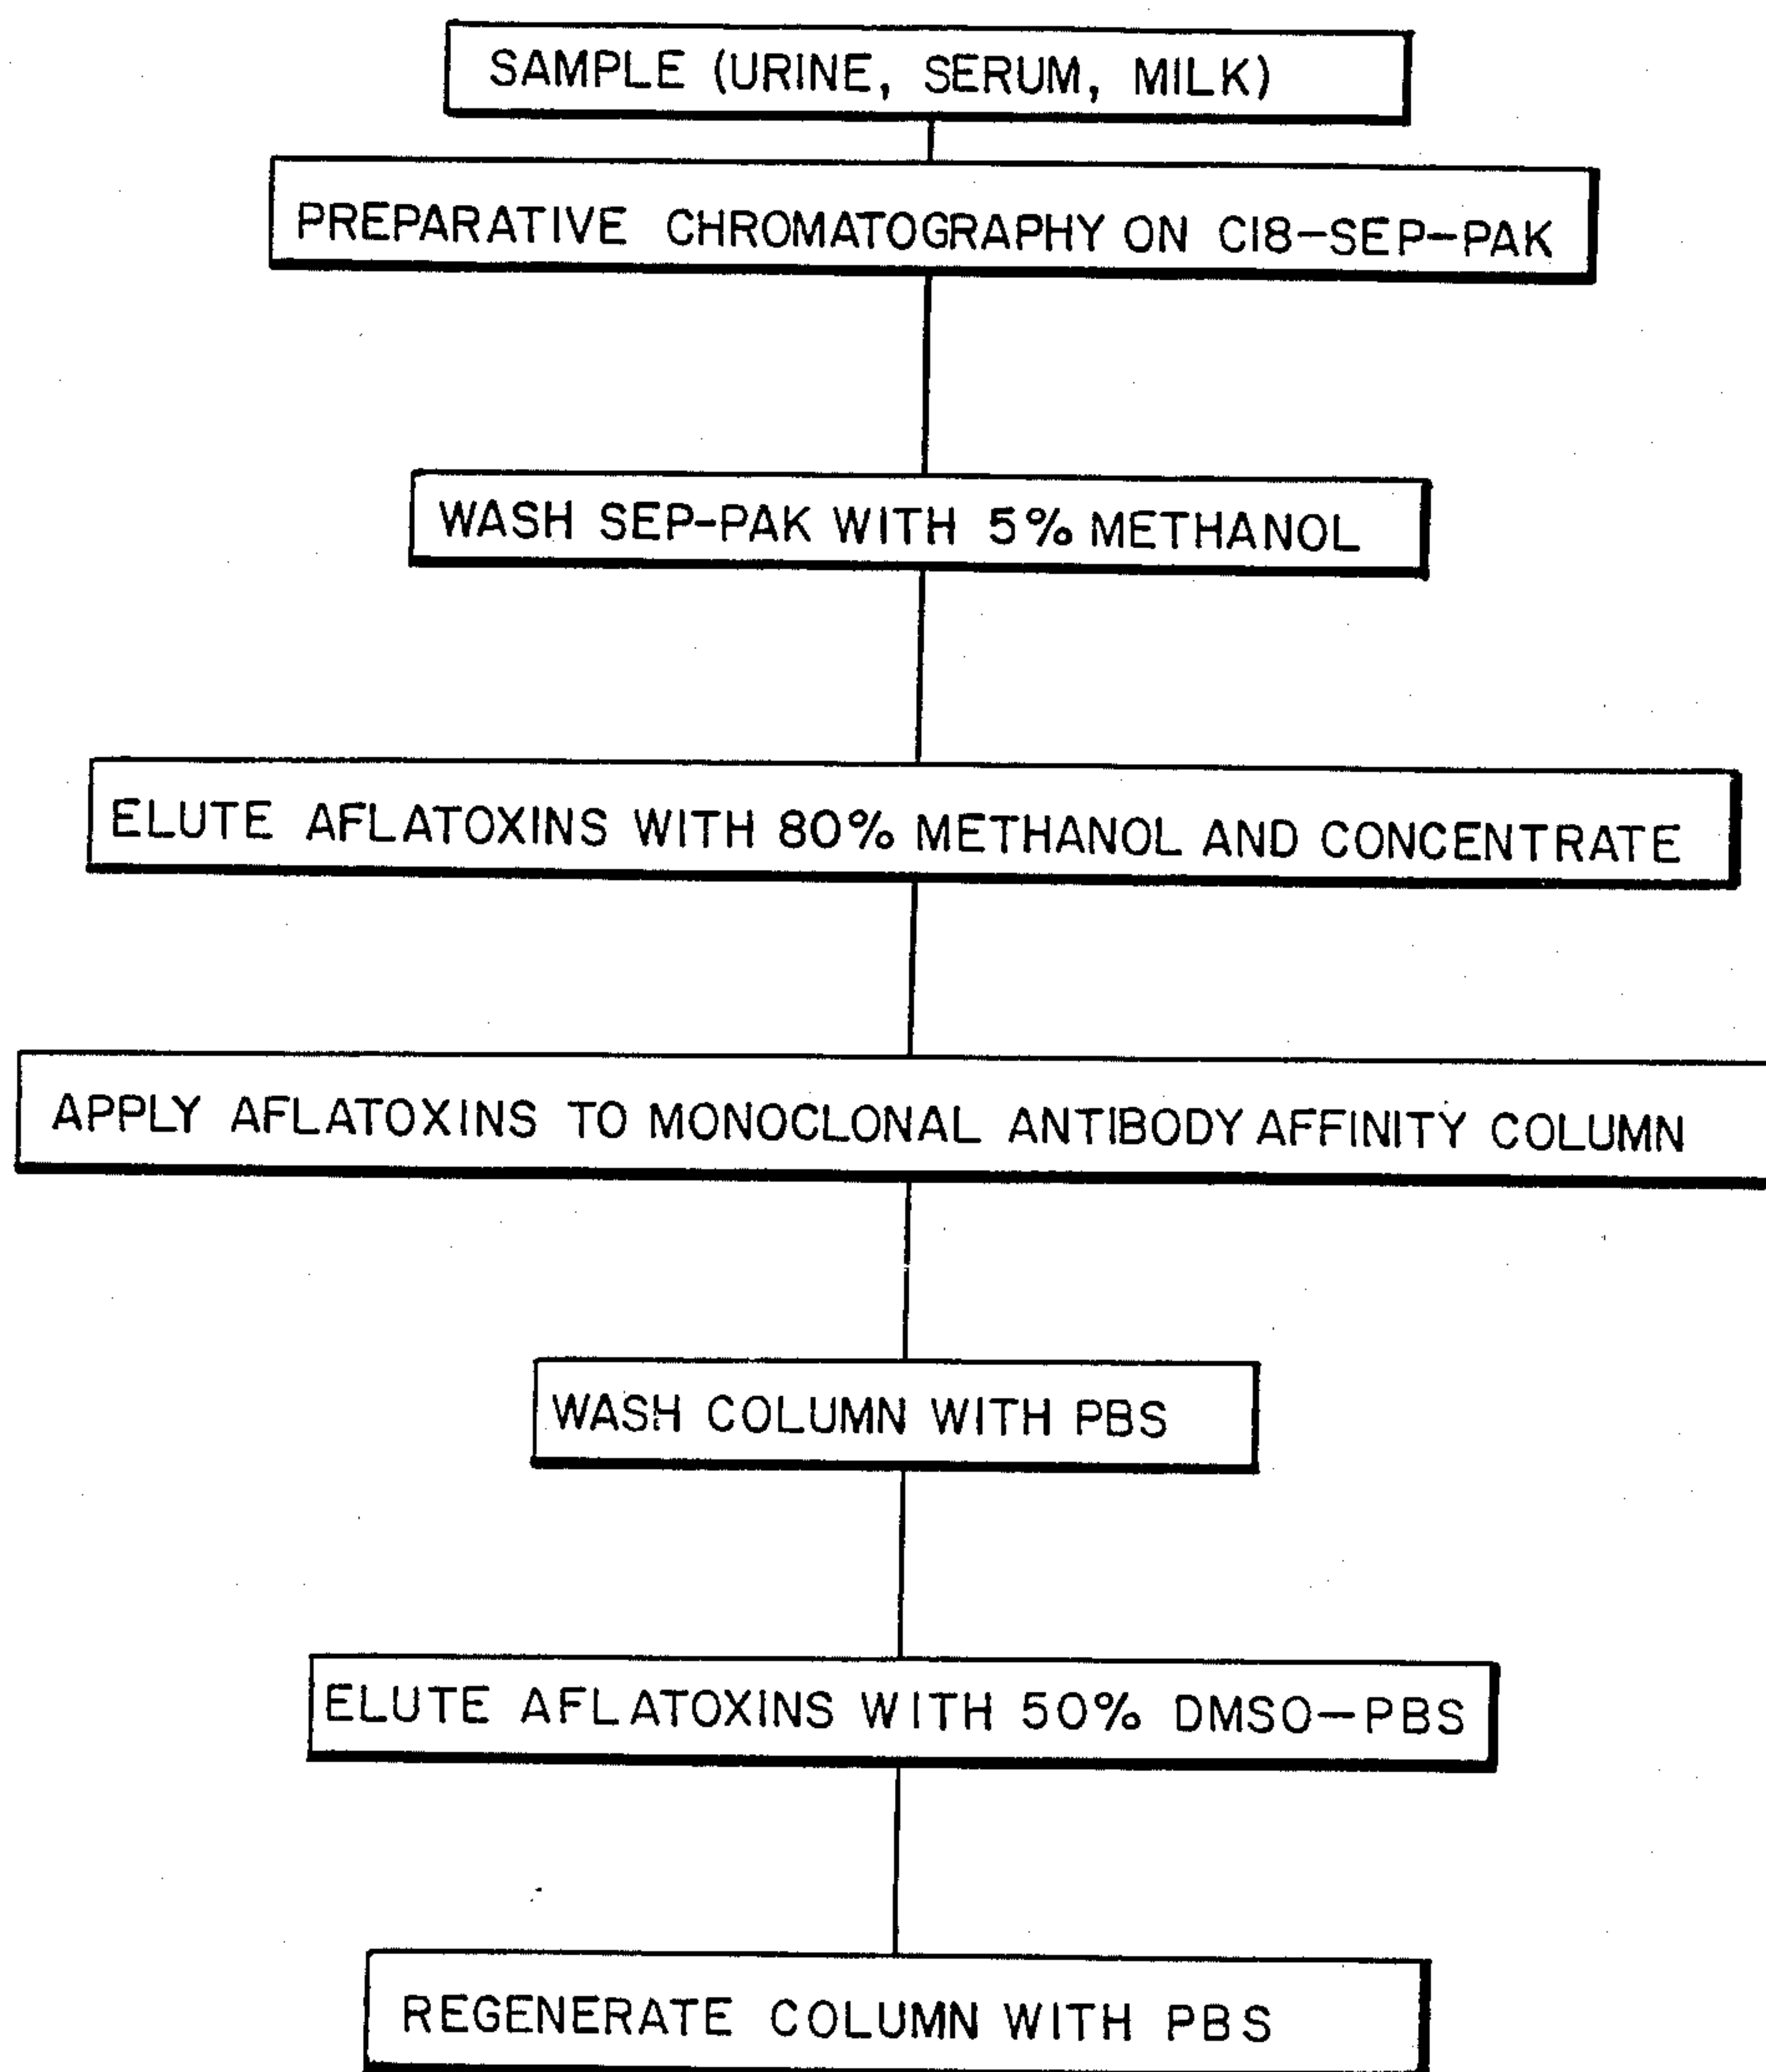 SAMPLE (URINE, SERUM, MILK)
PREPARATIVE CHROMATOGRAPHY ON C18-SEP-PAK
WASH SEP-PAK WITH 5% METHANOL
ELUTE AFLATOXINS WITH 80% METHANOL AND CONCENTRATE
APPLY AFLATOXINS TO MONOCLONAL ANTIBODY AFFINITY COLUMN
WASH COLUMN WITH PBS
ELUTE AFLATOXINS WITH 50% DMSO-PBS
REGENERATE COLUMN WITH PBS